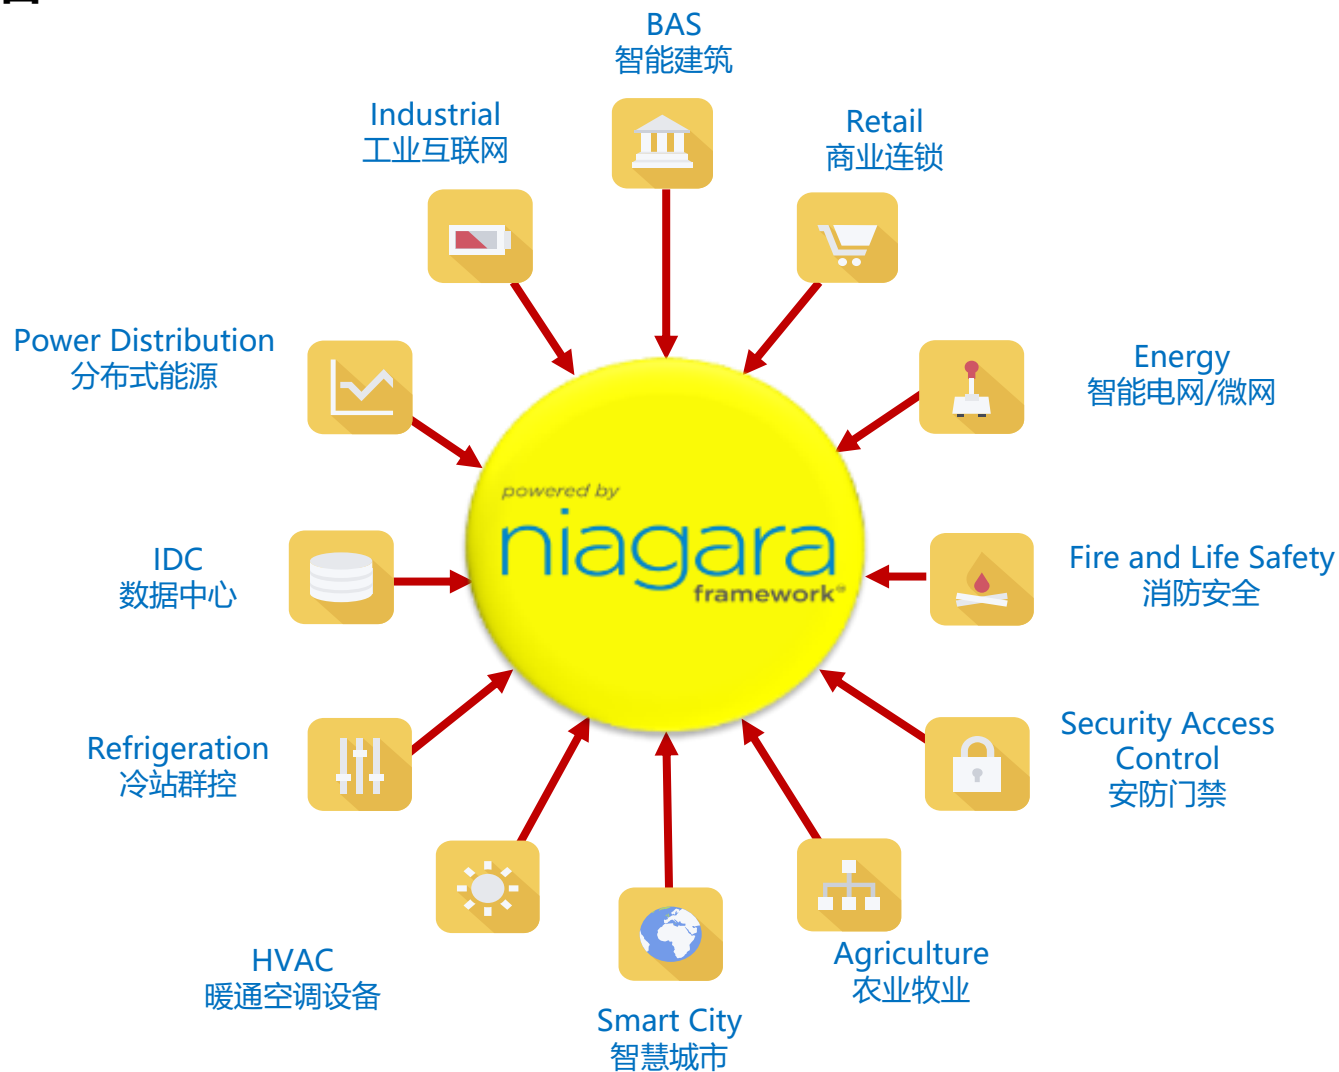 BAS
智能建筑
Industrial
工业互联网
Retail
商业连锁
Power Distribution
分布式能源
Energy
智能电网/微网
powered by
niagara
framework®
IDC
数据中心
Fire and Life Safety
消防安全
Refrigeration
冷站群控
Security Access
Control
安防门禁
HVAC
暖通空调设备
Agriculture
农业牧业
Smart City
智慧城市